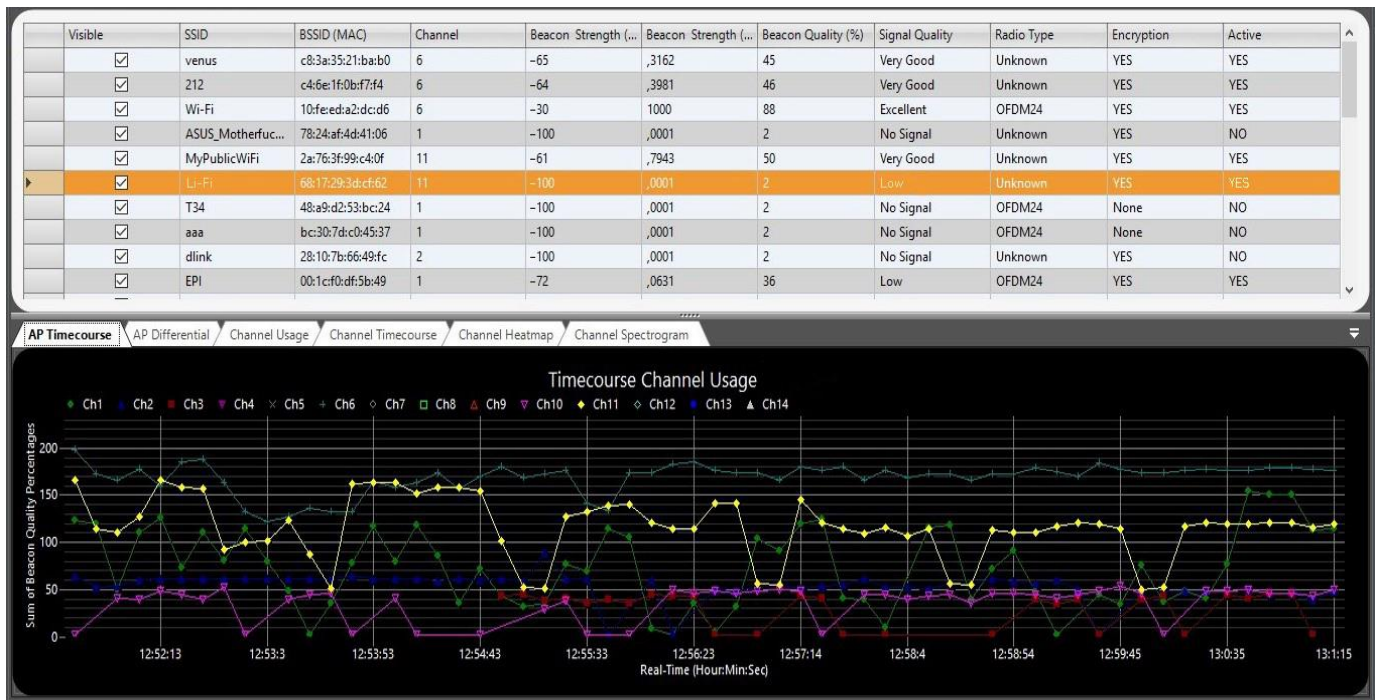 Visible SSID BSSID (MAC) Channel Beacon Strength (... Beacon Strength (... Beacon Quality (%) Signal Quality Radio Type Encryption Active
venus c8:3a:35:21:ba:b0 6 -65 ,3162 45 Very Good Unknown YES YES
212 c4:6e:1f:0b:f7:f4 6 -64 ,3981 46 Very Good Unknown YES YES
Wi-Fi 10:fe:ed:a2:dc:d6 6 -30 1000 88 Excellent OFDM24 YES YES
ASUS_Motherfuc... 78:24:af:4d:41:06 1 -100 ,0001 2 No Signal Unknown YES NO
MyPublicWiFi 2a:76:3f:99:c4:0f 11 -61 ,7943 50 Very Good Unknown YES YES
Li-Fi 68:17:29:3d:cf:62 11 -100 ,0001 2 Low Unknown YES YES
T34 48:a9:d2:53:bc:24 1 -100 ,0001 2 No Signal OFDM24 None NO
aaa bc:30:7d:c0:45:37 1 -100 ,0001 2 No Signal OFDM24 None NO
dlink 28:10:7b:66:49:fc 2 -100 ,0001 2 No Signal Unknown YES NO
EPI 00:1c:f0:df:5b:49 1 -72 ,0631 36 Low OFDM24 YES YES
AP Timecourse AP Differential Channel Usage Channel Timecourse Channel Heatmap Channel Spectrogram
Timecourse Channel Usage
Ch1 Ch2 Ch3 Ch4 Ch5 Ch6 Ch7 Ch8 Ch9 Ch10 Ch11 Ch12 Ch13 Ch14
Sum of Beacon Quality Percentages
200
150
100
50
0
12:52:13 12:53:3 12:53:53 12:54:43 12:55:33 12:56:23 12:57:14 12:58:4 12:58:54 12:59:45 13:0:35 13:1:15
Real-Time (Hour:Min:Sec)